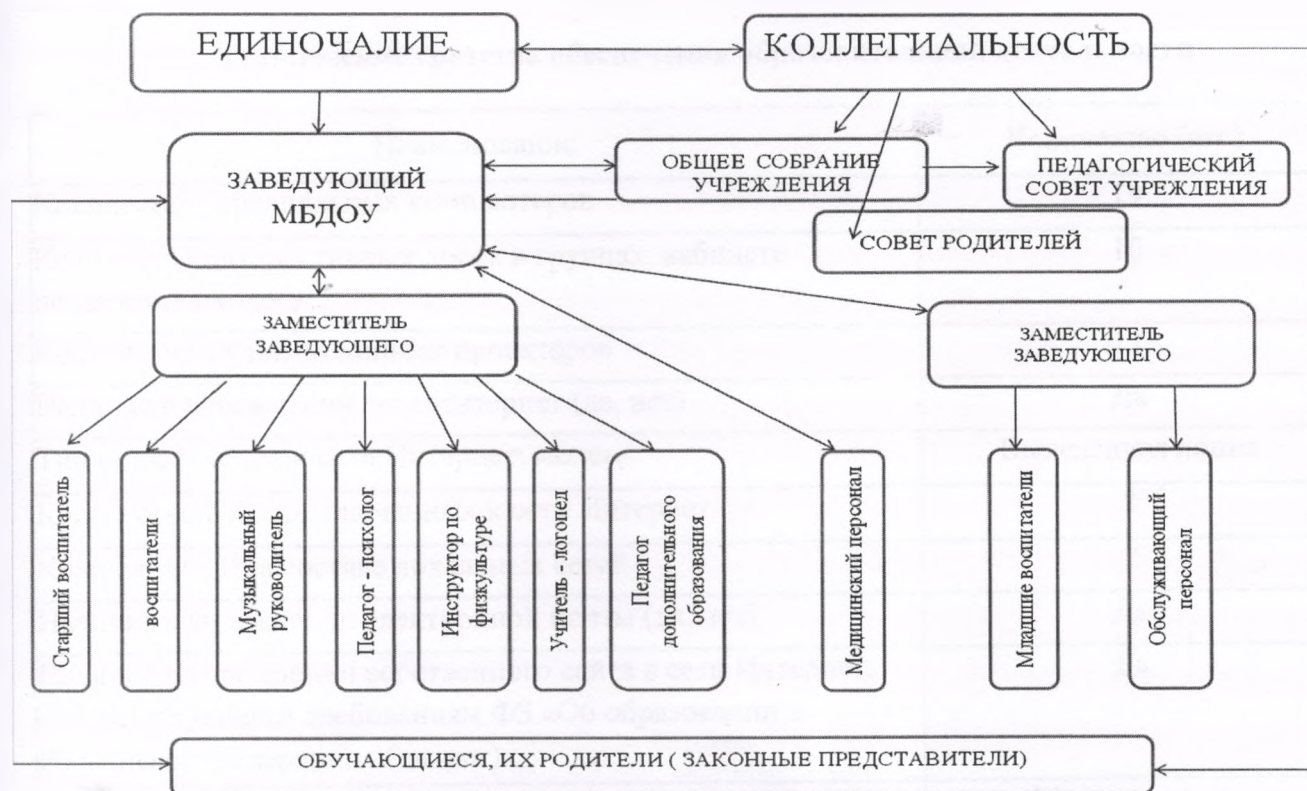 ЕДИНОЧАЛИЕ
КОЛЛЕГИАЛЬНОСТЬ
ЗАВЕДУЮЩИЙ
МБДОУ
ОБЩЕЕ СОБРАНИЕ
УЧРЕЖДЕНИЯ
ПЕДАГОГИЧЕСКИЙ
СОВЕТ УЧРЕЖДЕНИЯ
СОВЕТ РОДИТЕЛЕЙ
ЗАМЕСТИТЕЛЬ
ЗАВЕДУЮЩЕГО
ЗАМЕСТИТЕЛЬ
ЗАВЕДУЮЩЕГО
Старший воспитатель
воспитатели
Музыкальный
руководитель
Педагог - психолог
Инструктор по
физкультуре
Учитель - логопед
Педагог
дополнительного
образования
Медицинский персонал
Младшие воспитатели
Обслуживающий
персонал
ОБУЧАЮЩИЕСЯ, ИХ РОДИТЕЛИ ( ЗАКОННЫЕ ПРЕДСТАВИТЕЛИ)